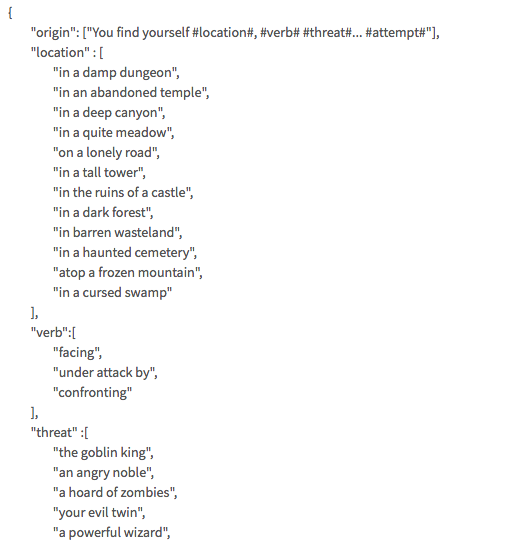 {
"origin": ["You find yourself #location#, #verb# #threat#... #attempt#"],
"location" : [
"in a damp dungeon",
"in an abandoned temple",
"in a deep canyon",
"in a quite meadow",
"on a lonely road",
"in a tall tower",
"in the ruins of a castle",
"in a dark forest",
"in barren wasteland",
"in a haunted cemetery",
"atop a frozen mountain",
"in a cursed swamp"
],
"verb":[
"facing",
"under attack by",
"confronting"
],
"threat" :[
"the goblin king",
"an angry noble",
"a hoard of zombies",
"your evil twin",
"a powerful wizard",